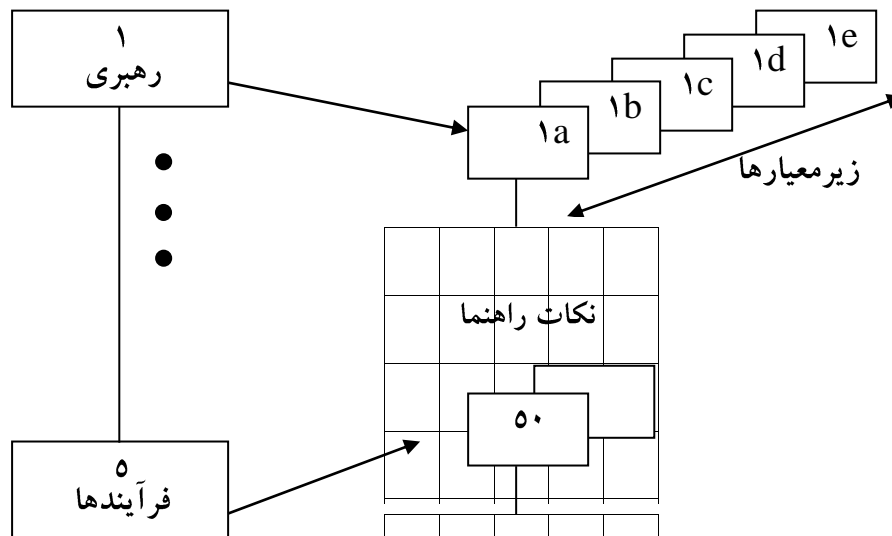 ۱
رهبری
۱a
۱b
۱c
۱d
۱e
زیرمعیارها
نکات راهنما
۵۰
۵
فرآیندها